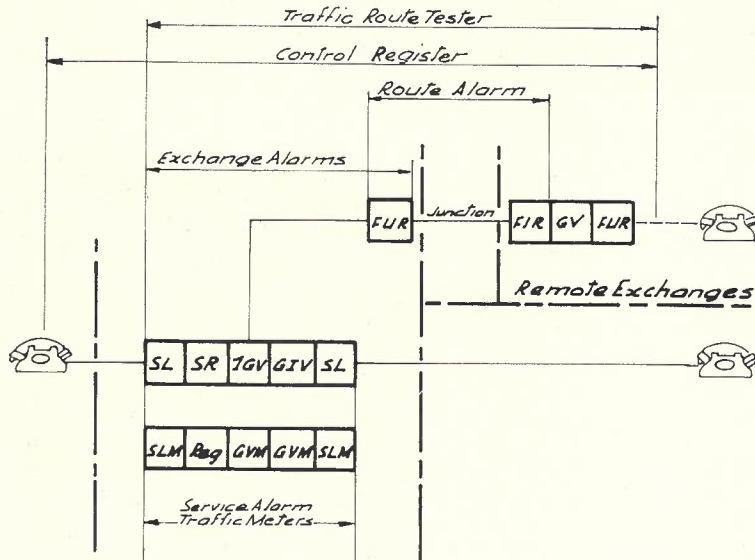 Traffic Route Tester
Control Register
Route Alarm
Exchange Alarms
FUR
Junction
FIR GV FUR
Remote Exchanges
SL SR 1GV GIV SL
SLM Reg GVM GVM SLM
Service Alarm
Traffic Meters